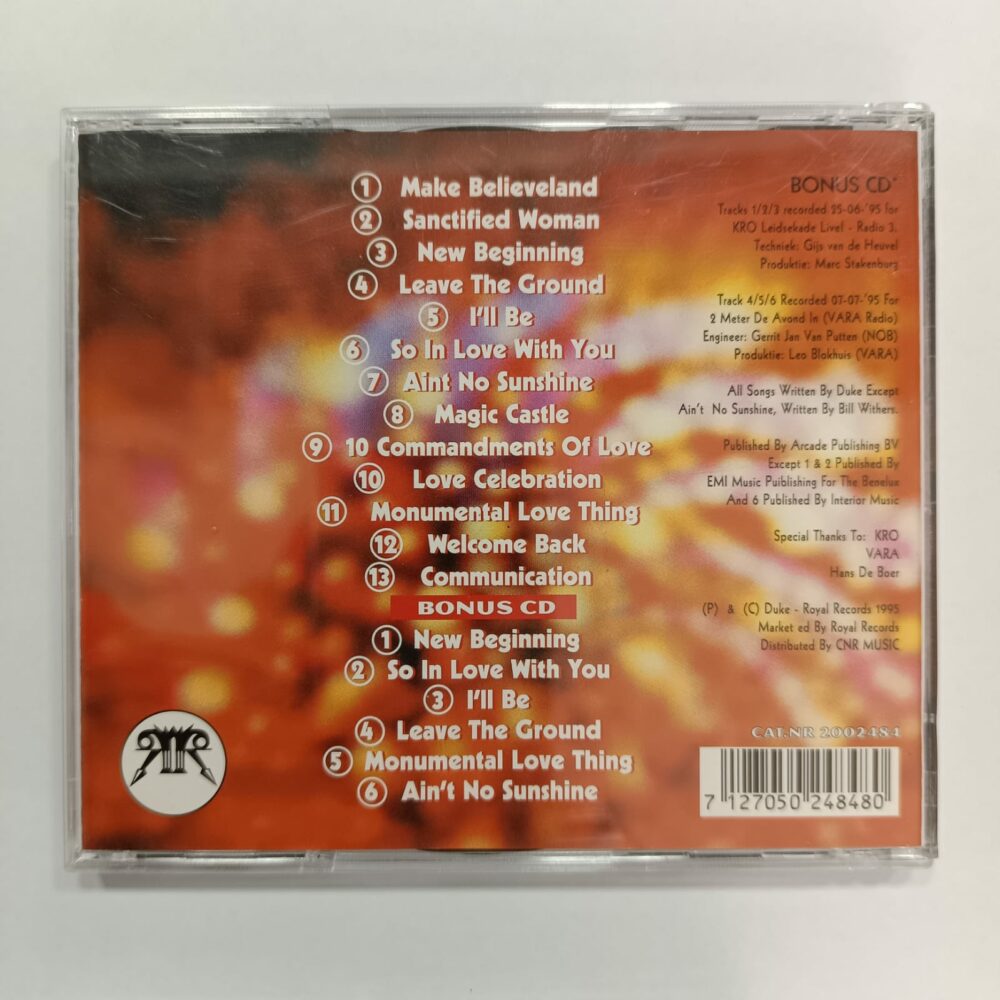 1 Make Believeland
2 Sanctified Woman
3 New Beginning
4 Leave The Ground
5 I'll Be
6 So In Love With You
7 Aint No Sunshine
8 Magic Castle
9 10 Commandments Of Love
10 Love Celebration
11 Monumental Love Thing
12 Welcome Back
13 Communication
BONUS CD
1 New Beginning
2 So In Love With You
3 I'll Be
4 Leave The Ground
5 Monumental Love Thing
6 Ain't No Sunshine
BONUS CD*
Tracks 1/2/3 recorded 25-06-'95 for
KRO Leidsekade Live! - Radio 3.
Techniek: Gijs van de Heuvel
Produktie: Marc Stakenburg
Track 4/5/6 Recorded 07-07-'95 For
2 Meter De Avond In (VARA Radio)
Engineer: Gerrit Jan Van Putten (NOB)
Produktie: Leo Blokhuis (VARA)
All Songs Written By Duke Except
Ain't No Sunshine, Written By Bill Withers.
Published By Arcade Publishing BV
Except 1 & 2 Published By
EMI Music Puiblishing For The Benelux
And 6 Published By Interior Music
Special Thanks To: KRO
VARA
Hans De Boer
(P) & (C) Duke - Royal Records 1995
Market ed By Royal Records
Distributed By CNR MUSIC
CAT.NR 2002484
7 127050 248480